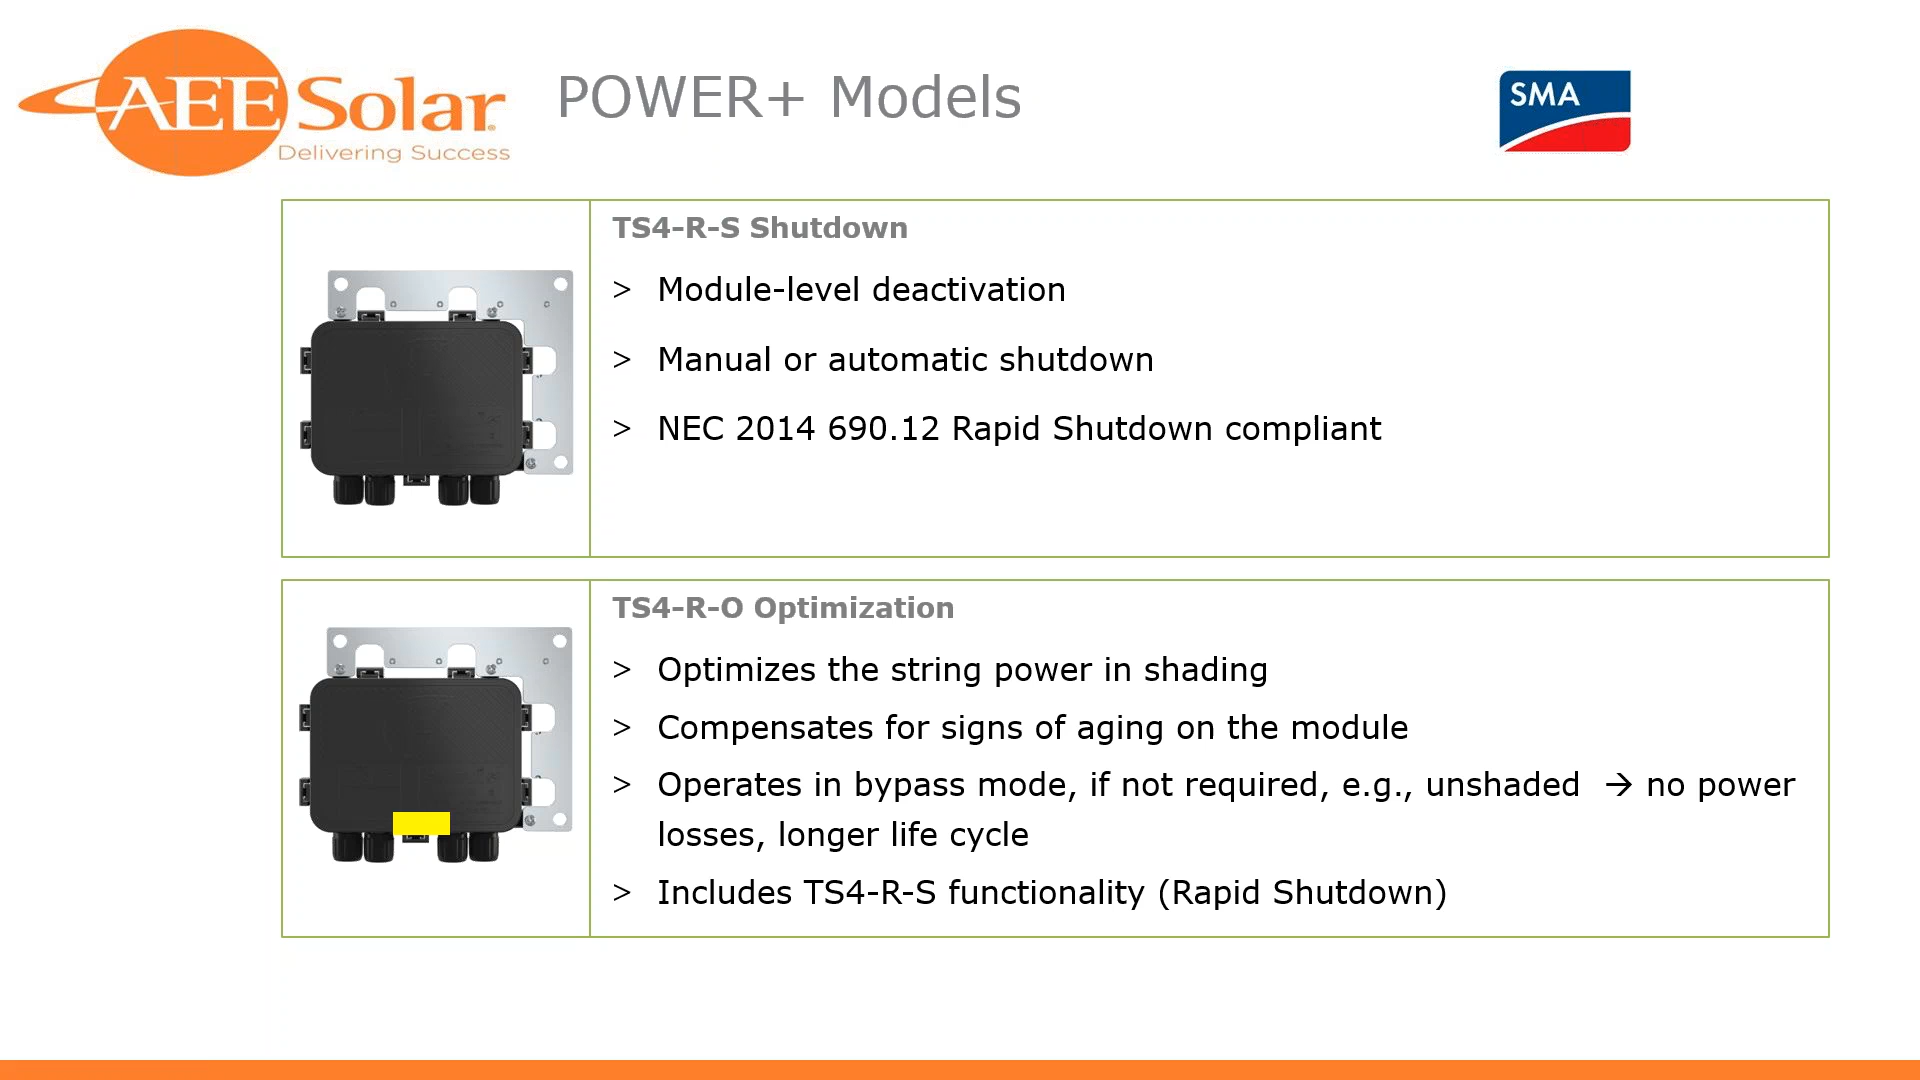 AEE Solar
Delivering Success
POWER+ Models
SMA
TS4-R-S Shutdown
> Module-level deactivation
> Manual or automatic shutdown
> NEC 2014 690.12 Rapid Shutdown compliant
TS4-R-O Optimization
> Optimizes the string power in shading
> Compensates for signs of aging on the module
> Operates in bypass mode, if not required, e.g., unshaded → no power
losses, longer life cycle
> Includes TS4-R-S functionality (Rapid Shutdown)